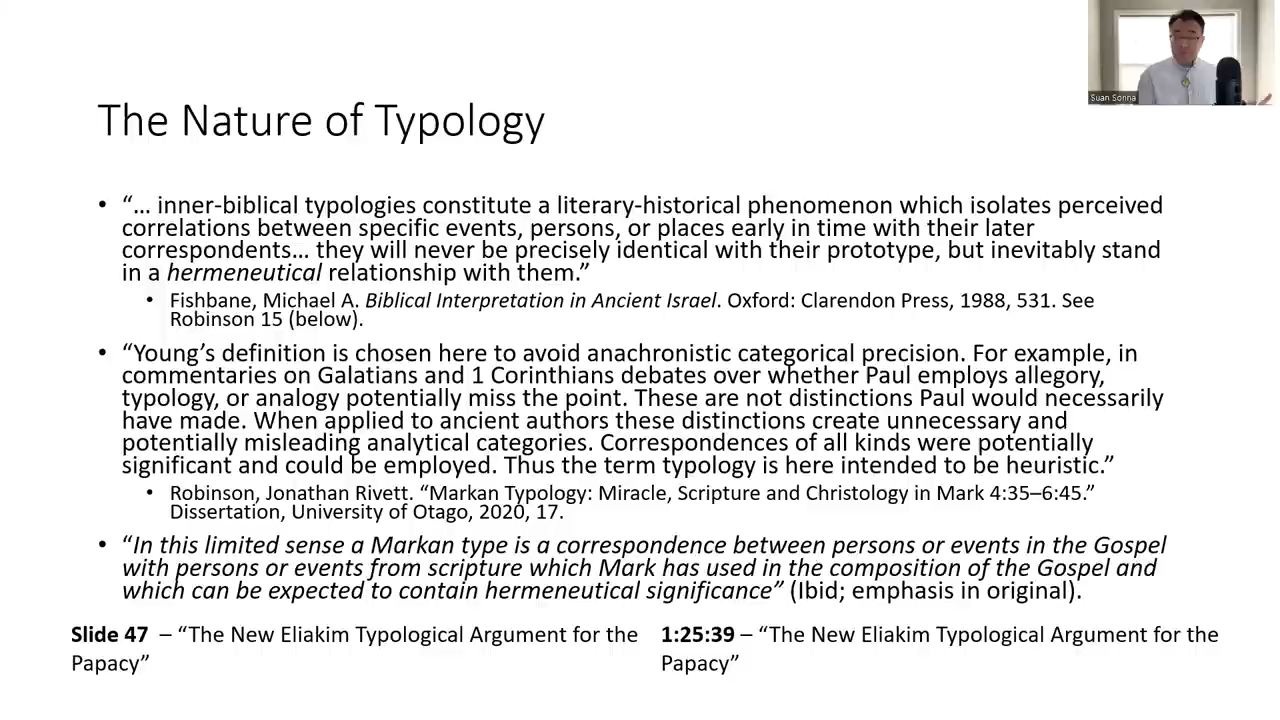 Suan Sonna
The Nature of Typology
• “… inner-biblical typologies constitute a literary-historical phenomenon which isolates perceived
correlations between specific events, persons, or places early in time with their later
correspondents… they will never be precisely identical with their prototype, but inevitably stand
in a hermeneutical relationship with them.”
• Fishbane, Michael A. Biblical Interpretation in Ancient Israel. Oxford: Clarendon Press, 1988, 531. See
Robinson 15 (below).
• “Young’s definition is chosen here to avoid anachronistic categorical precision. For example, in
commentaries on Galatians and 1 Corinthians debates over whether Paul employs allegory,
typology, or analogy potentially miss the point. These are not distinctions Paul would necessarily
have made. When applied to ancient authors these distinctions create unnecessary and
potentially misleading analytical categories. Correspondences of all kinds were potentially
significant and could be employed. Thus the term typology is here intended to be heuristic.”
• Robinson, Jonathan Rivett. “Markan Typology: Miracle, Scripture and Christology in Mark 4:35–6:45.”
Dissertation, University of Otago, 2020, 17.
• “In this limited sense a Markan type is a correspondence between persons or events in the Gospel
with persons or events from scripture which Mark has used in the composition of the Gospel and
which can be expected to contain hermeneutical significance” (Ibid; emphasis in original).
Slide 47 – “The New Eliakim Typological Argument for the
Papacy”
1:25:39 – “The New Eliakim Typological Argument for the
Papacy”